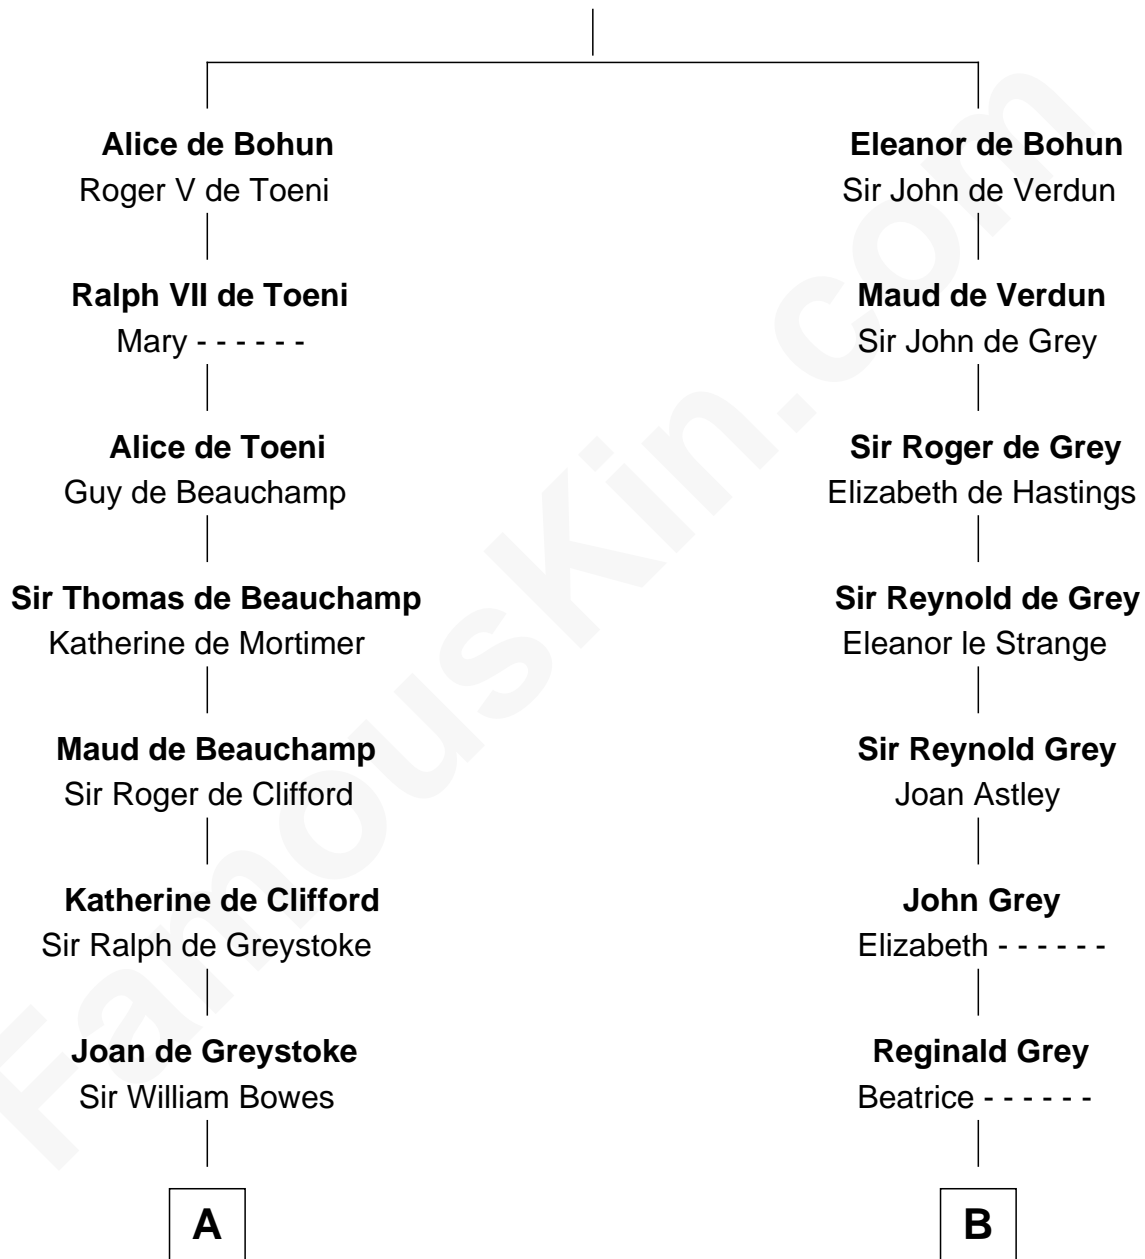 Alice de Bohun
Roger V de Toeni
Ralph VII de Toeni
Mary - - - - - -
Alice de Toeni
Guy de Beauchamp
Sir Thomas de Beauchamp
Katherine de Mortimer
Maud de Beauchamp
Sir Roger de Clifford
Katherine de Clifford
Sir Ralph de Greystoke
Joan de Greystoke
Sir William Bowes
A
Eleanor de Bohun
Sir John de Verdun
Maud de Verdun
Sir John de Grey
Sir Roger de Grey
Elizabeth de Hastings
Sir Reynold de Grey
Eleanor le Strange
Sir Reynold Grey
Joan Astley
John Grey
Elizabeth - - - - - -
Reginald Grey
Beatrice - - - - - -
B
FamousKin.com